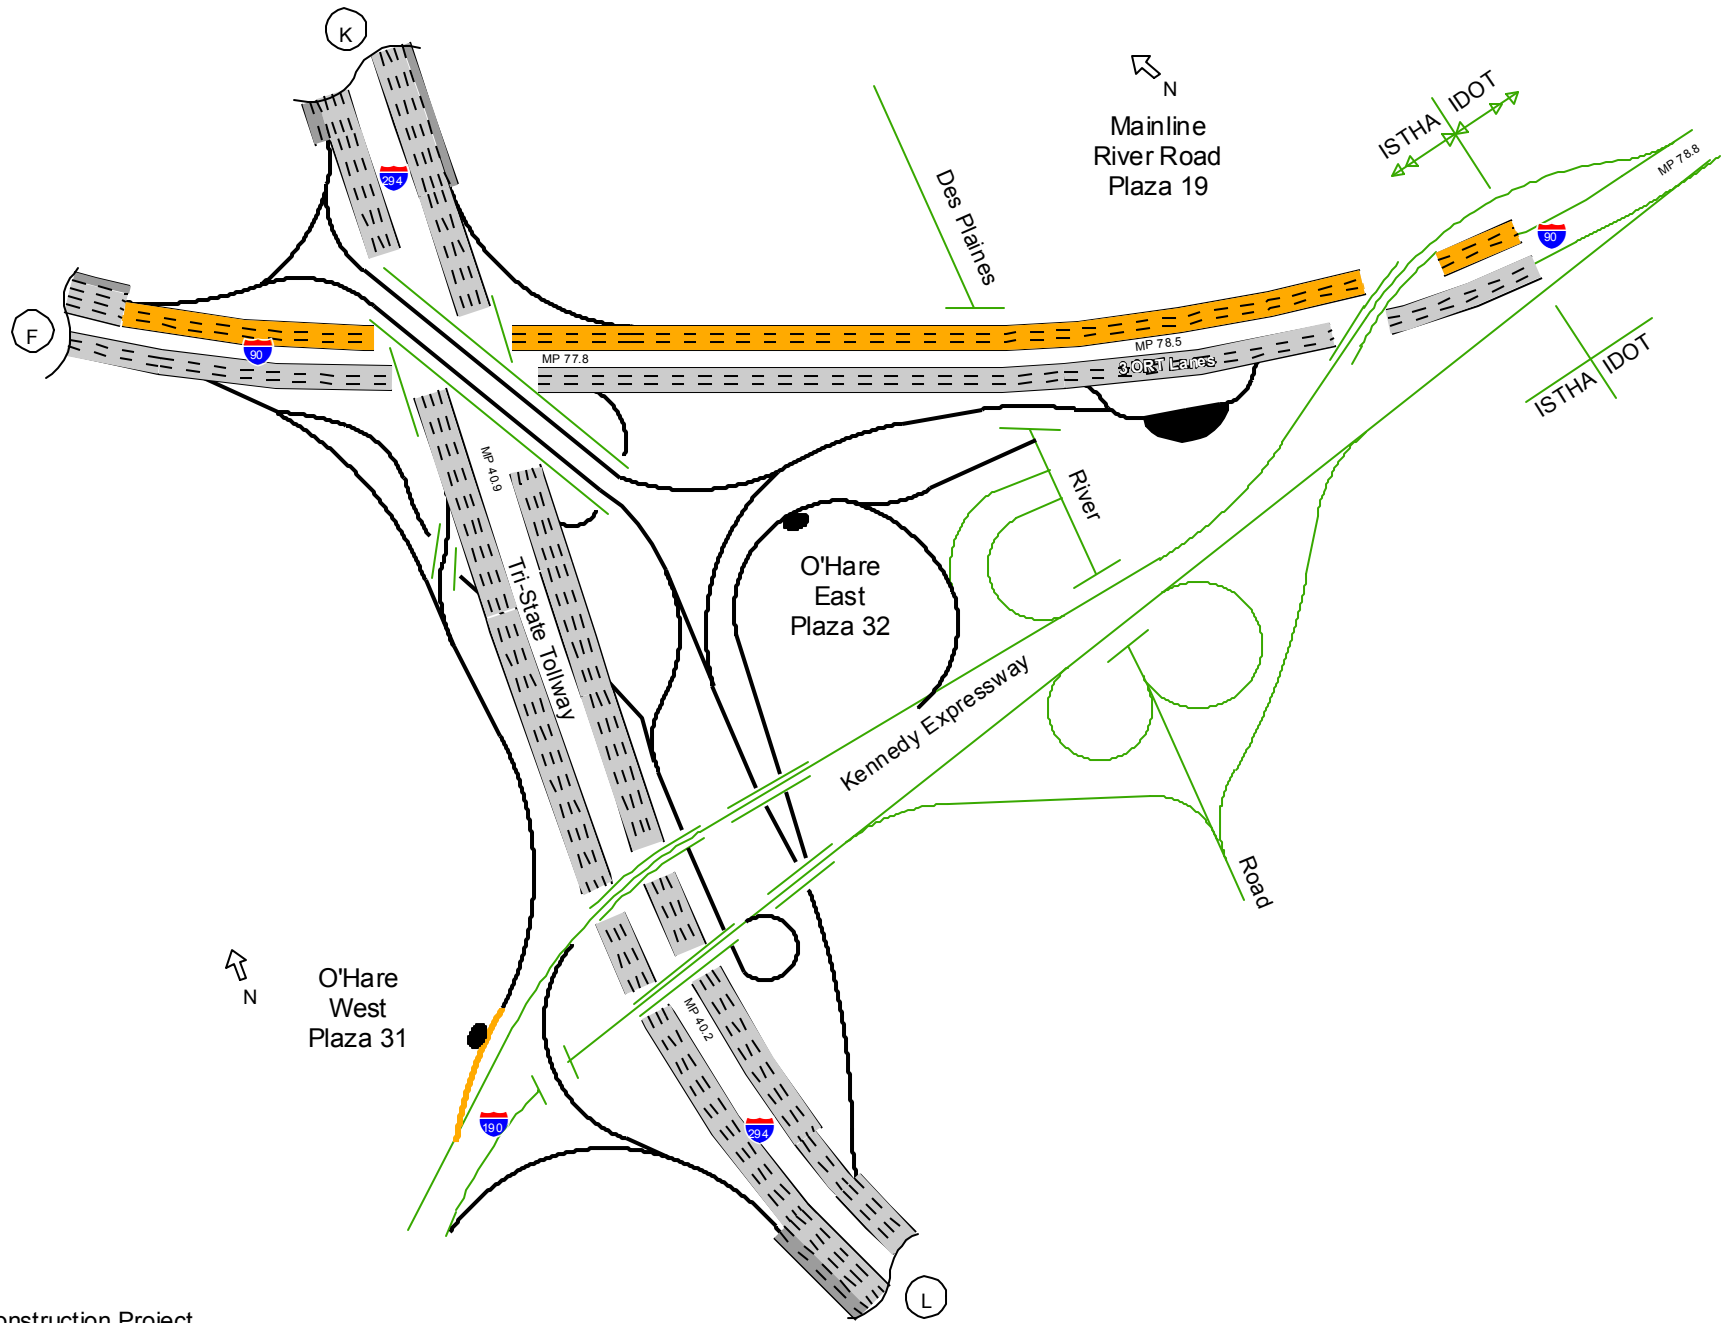 K
N
Mainline
River Road
Plaza 19
ISTHA
IDOT
MP 78.8
294
Des Plaines
90
F
90
MP 77.8
MP 78.5
3 ORT Lanes
ISTHA
IDOT
MP 40.9
River
Tri-State Tollway
O'Hare
East
Plaza 32
Kennedy Expressway
Road
N
O'Hare
West
Plaza 31
MP 40.2
190
294
L
onstruction Project